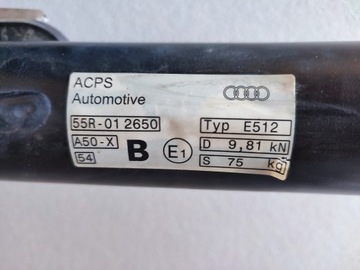 ACPS
Automotive
55R-01 2650
Typ E512
A50-X
B
E1
D 9,81 kN
54
S 75 kg